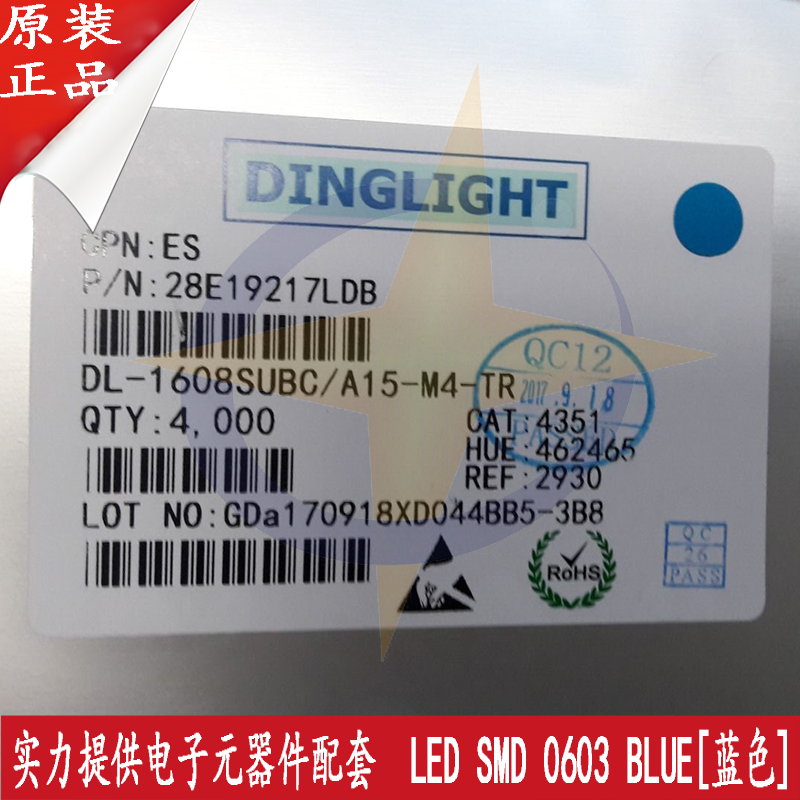 原装
正品
DINGLIGHT
CPN:ES
P/N:28E19217LDB
DL-1608SUBC/A15-M4-TR
QTY:4,000
CAT:4351
HUE:462465
REF:2930
LOT NO:GDa170918XD044BB5-3B8
QC12
2017.9.18
PASSED
RoHS
QC
26
PASS
实力提供电子元器件配套 LED SMD 0603 BLUE[蓝色]